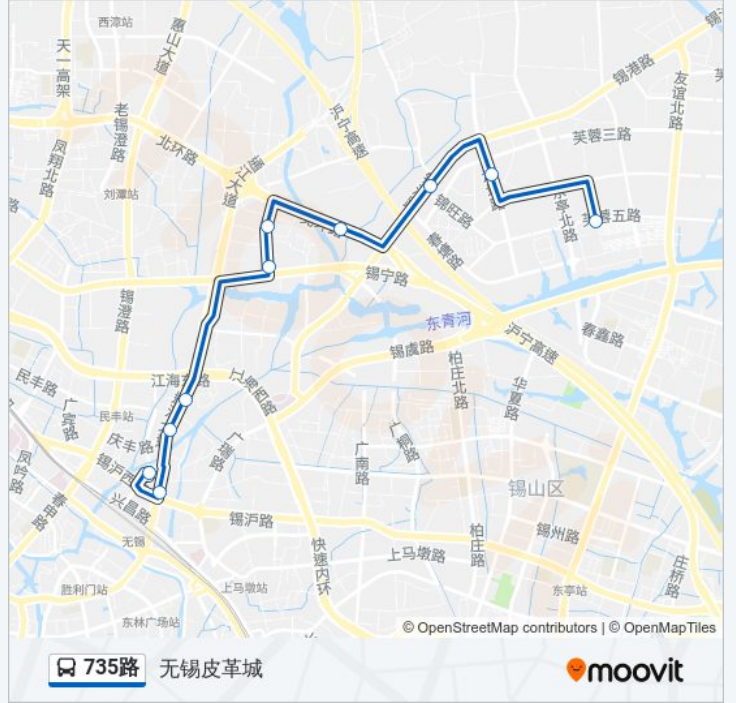 西漳站
惠山大道
天一高架
锡港路
友谊北路
老锡澄路
沪宁高速
芙蓉三路
凤翔北路
北环路
刘潭站
锦旺路
芙蓉五路
锡宁路
锡澄路
东青河
沪宁高速
春鑫路
锡虞路
柏庄北路
江海东路
华夏路
民丰路
广宾路
民丰站
庆丰路
广瑞路
广南路
锡沪西
凤吟路
春申路
兴昌路
锡山区
锡沪路
锡州路
无锡
快速内环
上马墩路
柏庄路
庄桥路
胜利门站
上马墩站
东亭站
东林广场站
© OpenStreetMap contributors | © OpenMapTiles
735路 无锡皮革城
moovit